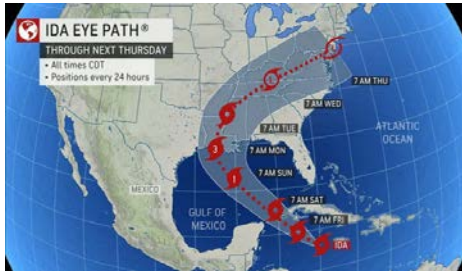 IDA EYE PATH®
THROUGH NEXT THURSDAY
• All times CDT
• Positions every 24 hours
7 AM THU
7 AM WED
7 AM TUE
ATLANTIC
OCEAN
3
7 AM MON
7 AM SUN
1
MEXICO
7 AM SAT
GULF OF
MEXICO
7 AM FRI
IDA